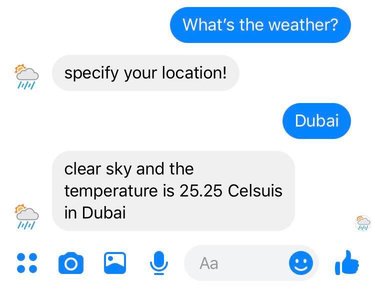 What's the weather?
specify your location!
Dubai
clear sky and the
temperature is 25.25 Celsuis
in Dubai
Aa